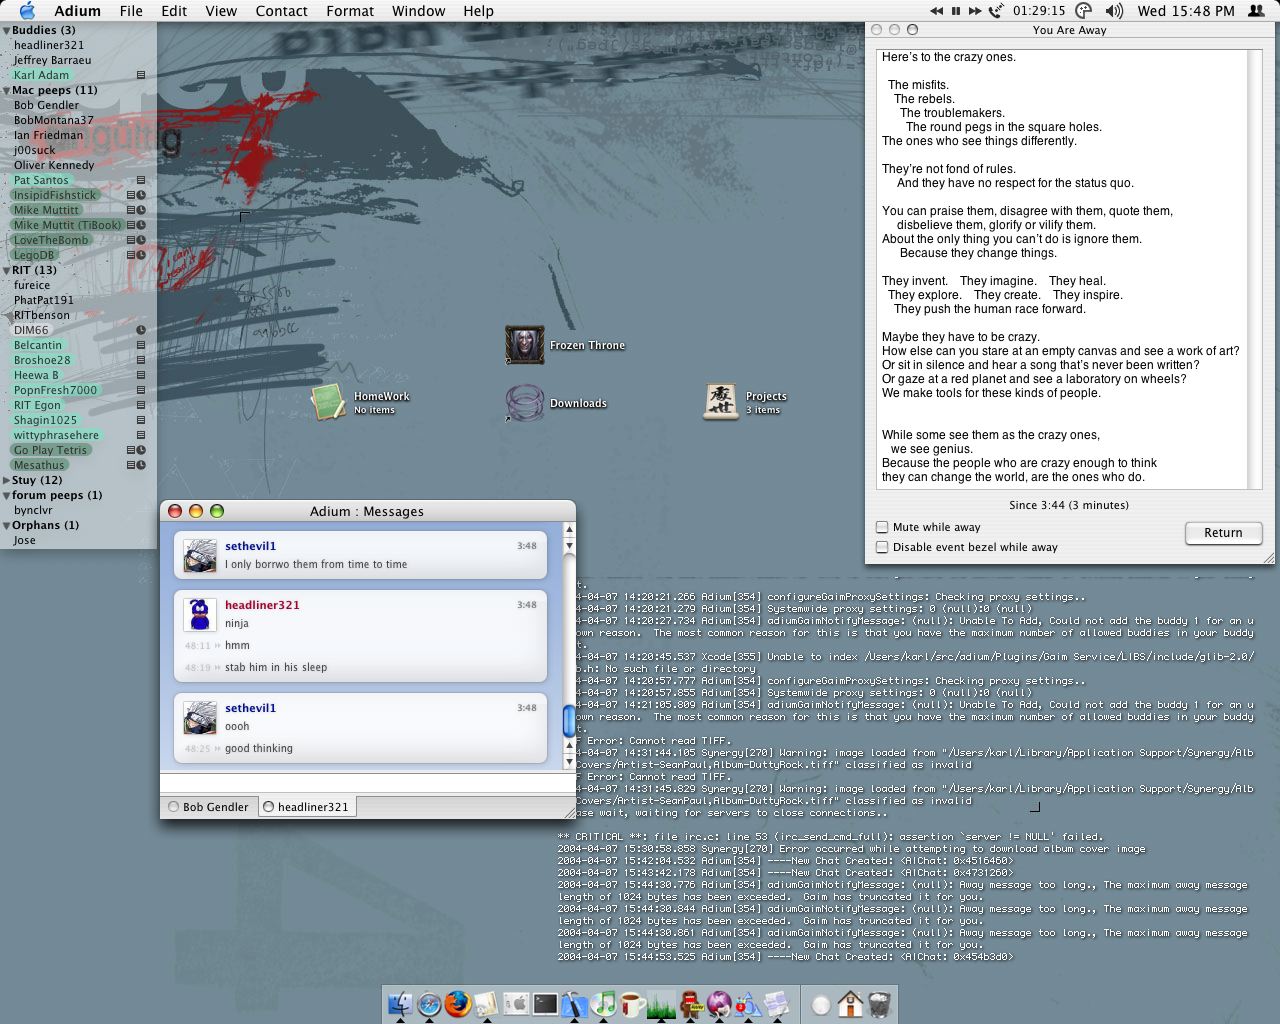 Adium File Edit View Contact Format Window Help
01:29:15 Wed 15:48 PM
Buddies (3)
headliner321
Jeffrey Barraeu
Karl Adam
Mac peeps (11)
Bob Gendler
BobMontana37
Ian Friedman
j00suck
Oliver Kennedy
Pat Santos
InsipidFishstick
Mike Muttitt
Mike Muttit (TiBook)
LoveTheBomb
LegoDB
RIT (13)
fureice
PhatPat191
RITbenson
DIM66
Belcantin
Broshoe28
Heewa B
PopnFresh7000
RIT Egon
Shagin1025
wittyphrasehere
Go Play Tetris
Mesathus
Stuy (12)
forum peeps (1)
bynclvr
Orphans (1)
Jose
You Are Away
Here's to the crazy ones.
The misfits.
The rebels.
The troublemakers.
The round pegs in the square holes.
The ones who see things differently.
They're not fond of rules.
And they have no respect for the status quo.
You can praise them, disagree with them, quote them,
disbelieve them, glorify or vilify them.
About the only thing you can't do is ignore them.
Because they change things.
They invent. They imagine. They heal.
They explore. They create. They inspire.
They push the human race forward.
Maybe they have to be crazy.
How else can you stare at an empty canvas and see a work of art?
Or sit in silence and hear a song that's never been written?
Or gaze at a red planet and see a laboratory on wheels?
We make tools for these kinds of people.
While some see them as the crazy ones,
we see genius.
Because the people who are crazy enough to think
they can change the world, are the ones who do.
Since 3:44 (3 minutes)
Mute while away
Disable event bezel while away
Return
Frozen Throne
HomeWork
No items
Downloads
Projects
3 items
Adium : Messages
sethevil1 3:48
I only borrwo them from time to time
headliner321 3:48
ninja
48:11 hmm
48:19 stab him in his sleep
sethevil1 3:48
oooh
48:25 good thinking
Bob Gendler headliner321
t.
4-04-07 14:20:21.266 Adium[354] configureGaimProxySettings: Checking proxy settings..
4-04-07 14:20:21.279 Adium[354] Systemwide proxy settings: 0 (null):0 (null)
4-04-07 14:20:27.734 Adium[354] adiumGaimNotifyMessage: (null): Unable To Add, Could not add the buddy 1 for an u
own reason. The most common reason for this is that you have the maximum number of allowed buddies in your buddy
t.
4-04-07 14:20:45.537 Xcode[355] Unable to index /Users/karl/src/adium/Plugins/Gaim Service/LIBS/include/glib-2.0/
b.h: No such file or directory
4-04-07 14:20:57.777 Adium[354] configureGaimProxySettings: Checking proxy settings..
4-04-07 14:20:57.855 Adium[354] Systemwide proxy settings: 0 (null):0 (null)
4-04-07 14:21:05.809 Adium[354] adiumGaimNotifyMessage: (null): Unable To Add, Could not add the buddy 1 for an u
own reason. The most common reason for this is that you have the maximum number of allowed buddies in your buddy
t.
F Error: Cannot read TIFF.
4-04-07 14:31:44.105 Synergy[270] Warning: image loaded from "/Users/karl/Library/Application Support/Synergy/Alb
Covers/Artist-SeanPaul,Album-DuttyRock.tiff" classified as invalid
F Error: Cannot read TIFF.
4-04-07 14:31:45.829 Synergy[270] Warning: image loaded from "/Users/karl/Library/Application Support/Synergy/Alb
Covers/Artist-SeanPaul,Album-DuttyRock.tiff" classified as invalid
ase wait, waiting for servers to close connections..
** CRITICAL **: file irc.c: line 53 (irc_send_cmd_full): assertion `server != NULL' failed.
2004-04-07 15:30:58.858 Synergy[270] Error occurred while attempting to download album cover image
2004-04-07 15:42:04.532 Adium[354] ----New Chat Created: <AIChat: 0x4516460>
2004-04-07 15:43:42.178 Adium[354] ----New Chat Created: <AIChat: 0x4731260>
2004-04-07 15:44:30.776 Adium[354] adiumGaimNotifyMessage: (null): Away message too long., The maximum away message
length of 1024 bytes has been exceeded. Gaim has truncated it for you.
2004-04-07 15:44:30.844 Adium[354] adiumGaimNotifyMessage: (null): Away message too long., The maximum away message
length of 1024 bytes has been exceeded. Gaim has truncated it for you.
2004-04-07 15:44:30.861 Adium[354] adiumGaimNotifyMessage: (null): Away message too long., The maximum away message
length of 1024 bytes has been exceeded. Gaim has truncated it for you.
2004-04-07 15:44:53.525 Adium[354] ----New Chat Created: <AIChat: 0x454b3d0>